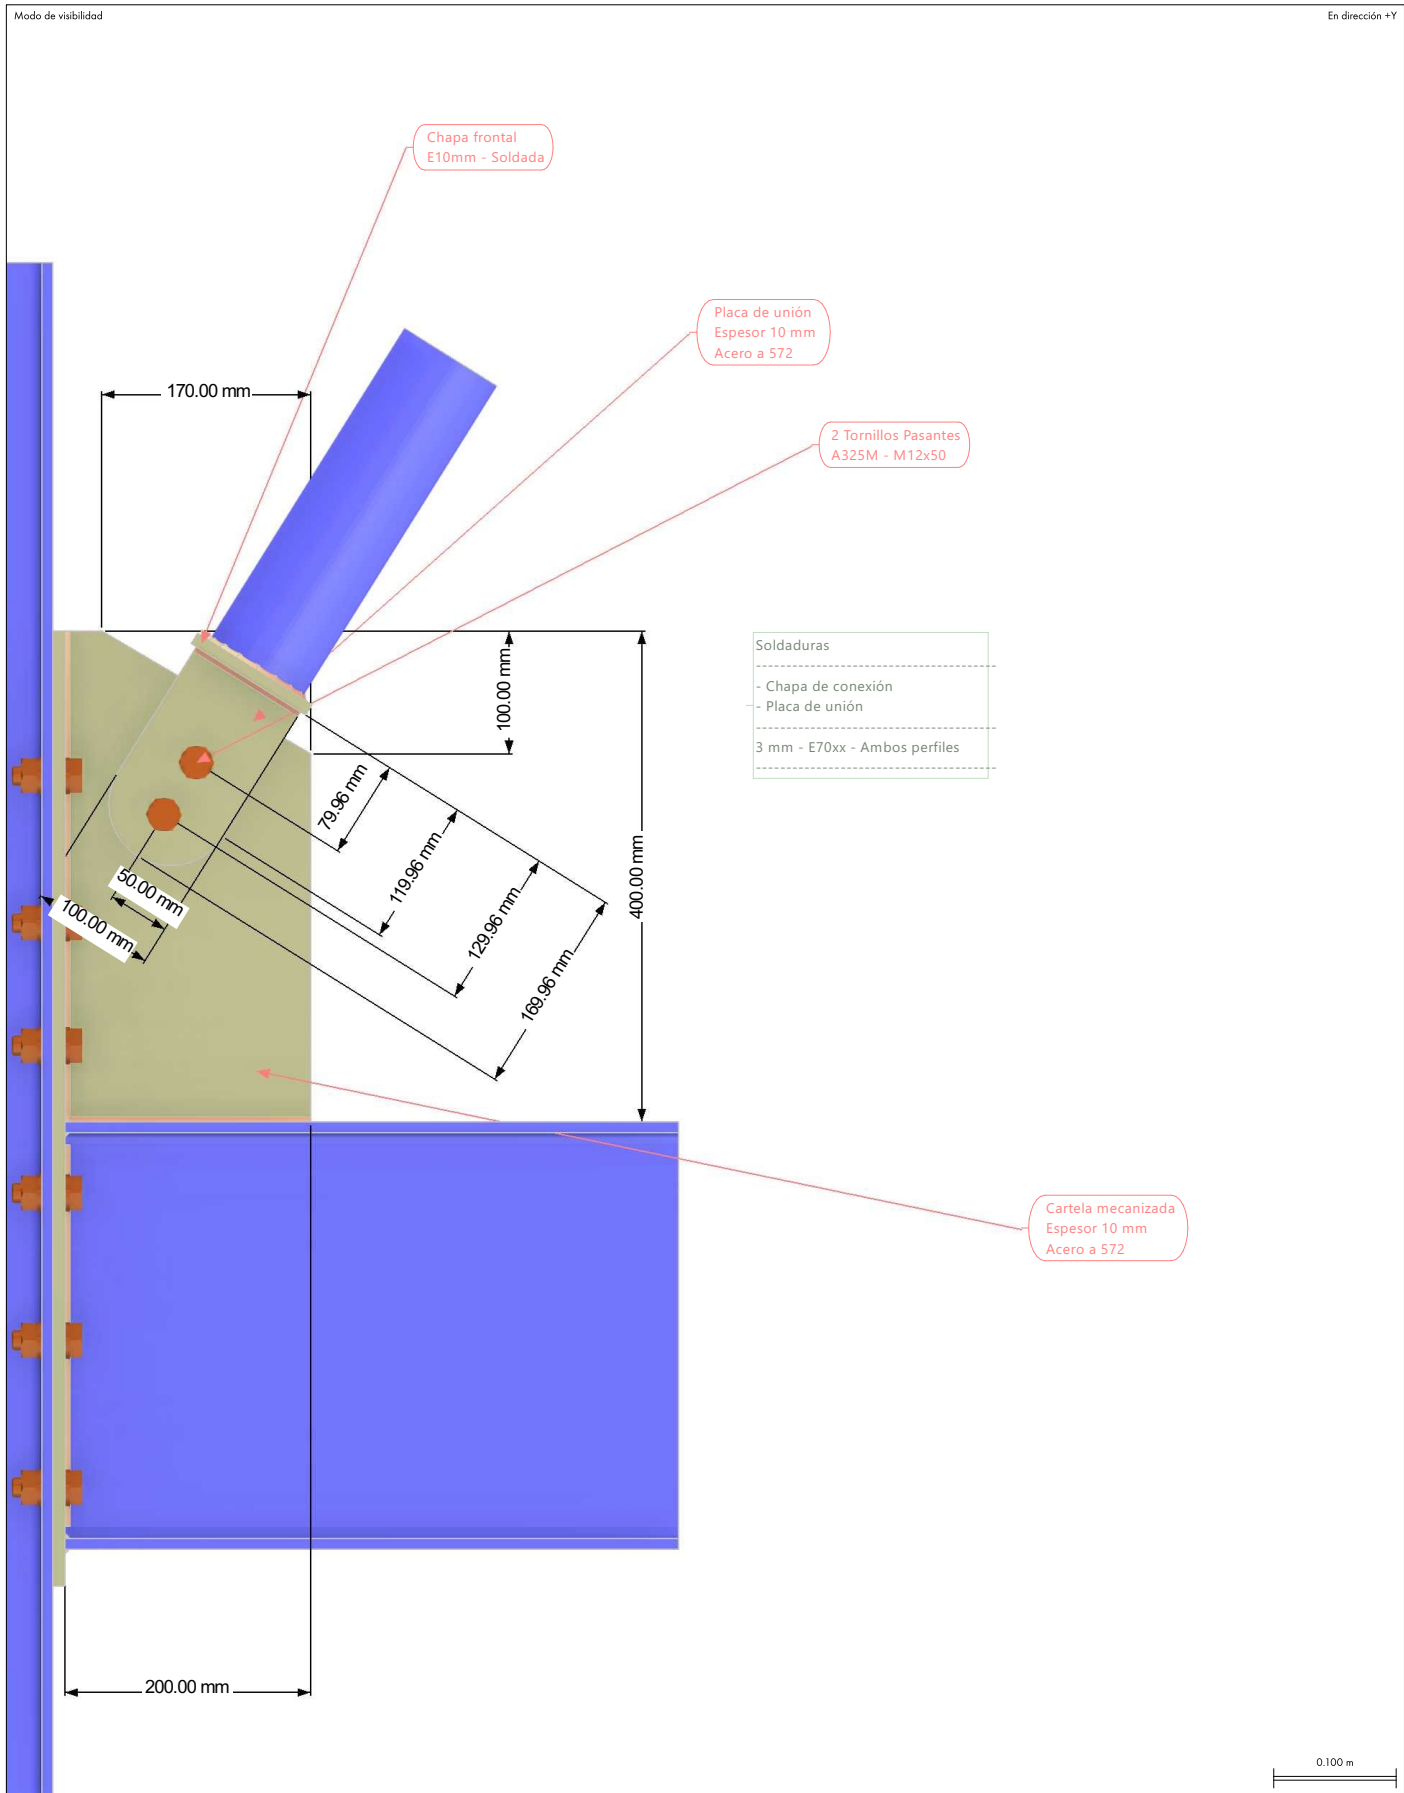 Modo de visibilidad
En dirección +Y
Chapa frontal
E10mm - Soldada
Placa de unión
Espesor 10 mm
Acero a 572
170.00 mm
2 Tornillos Pasantes
A325M - M12x50
100.00 mm
Soldaduras
------------------------------------------
- Chapa de conexión
- Placa de unión
------------------------------------------
3 mm - E70xx - Ambos perfiles
------------------------------------------
79.96 mm
119.96 mm
400.00 mm
50.00 mm
100.00 mm
129.96 mm
169.96 mm
Cartela mecanizada
Espesor 10 mm
Acero a 572
200.00 mm
0.100 m